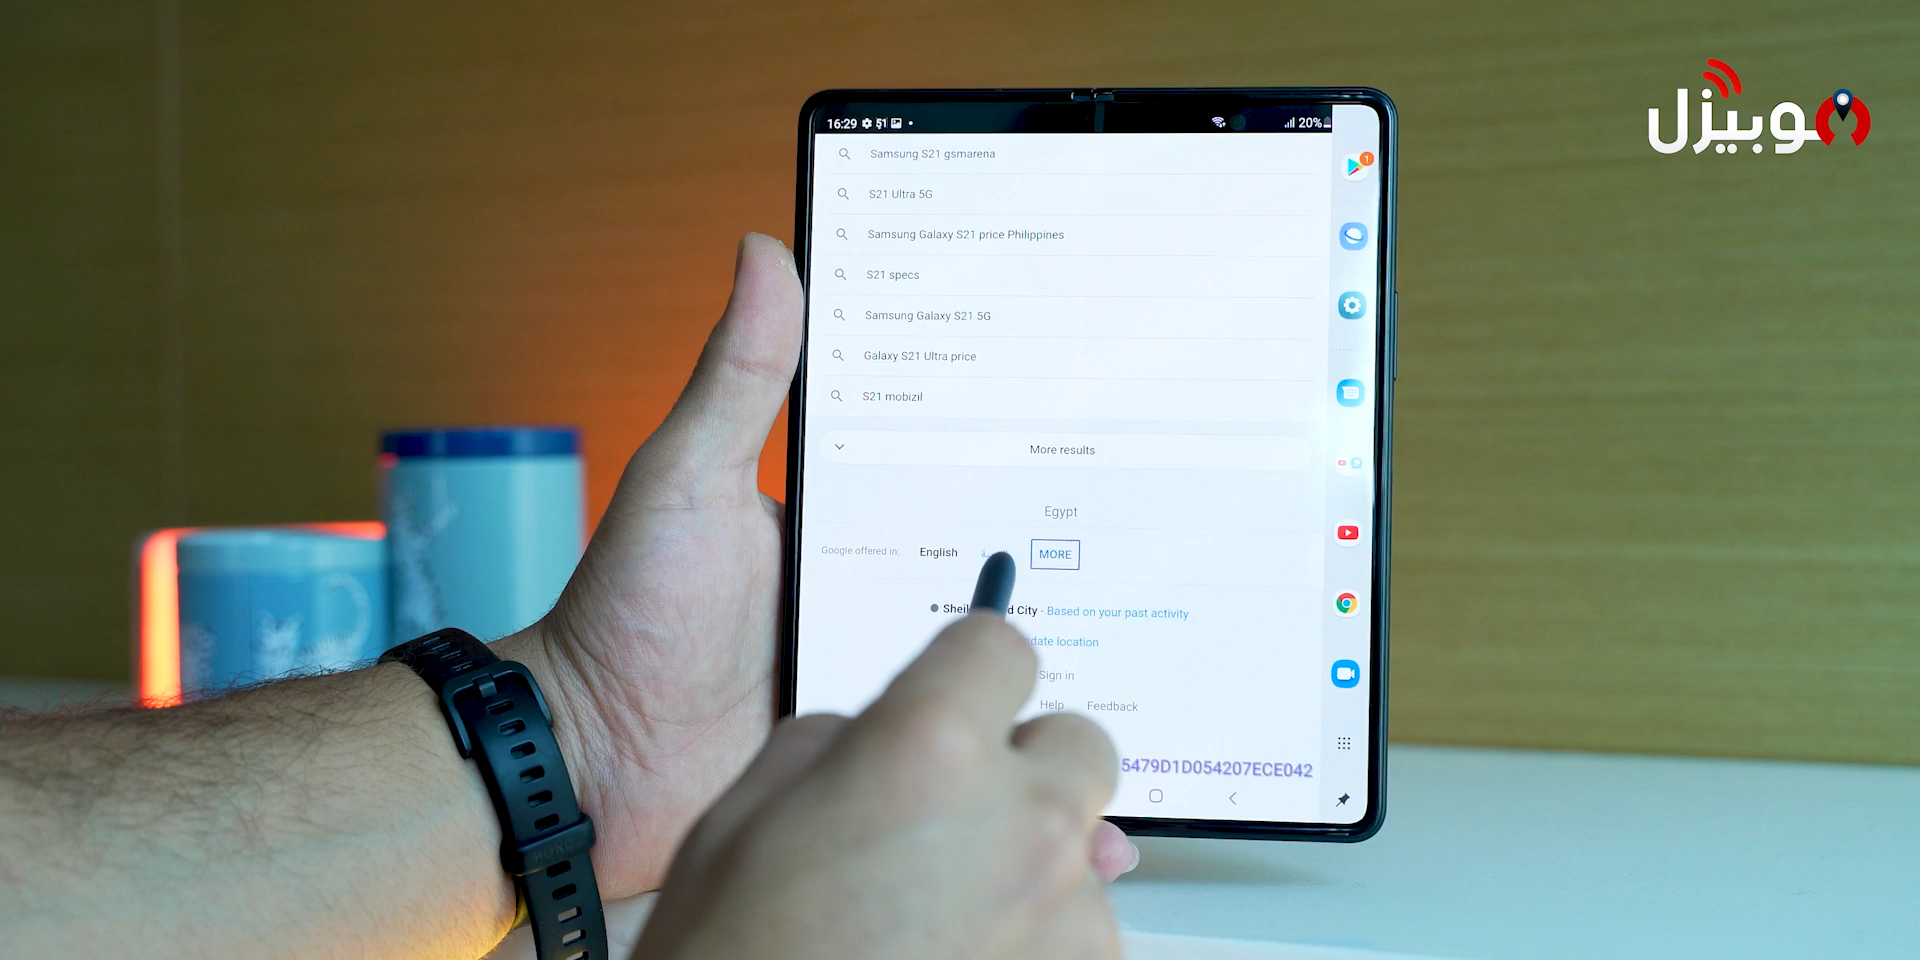 موبيزل
16:29 51 20%
1
Samsung S21 gsmarena
S21 Ultra 5G
Samsung Galaxy S21 price Philippines
S21 specs
Samsung Galaxy S21 5G
Galaxy S21 Ultra price
S21 mobizil
More results
Egypt
Google offered in: English MORE
City - Based on your past activity
location
Sign in
Help Feedback
5479D1D054207ECE042